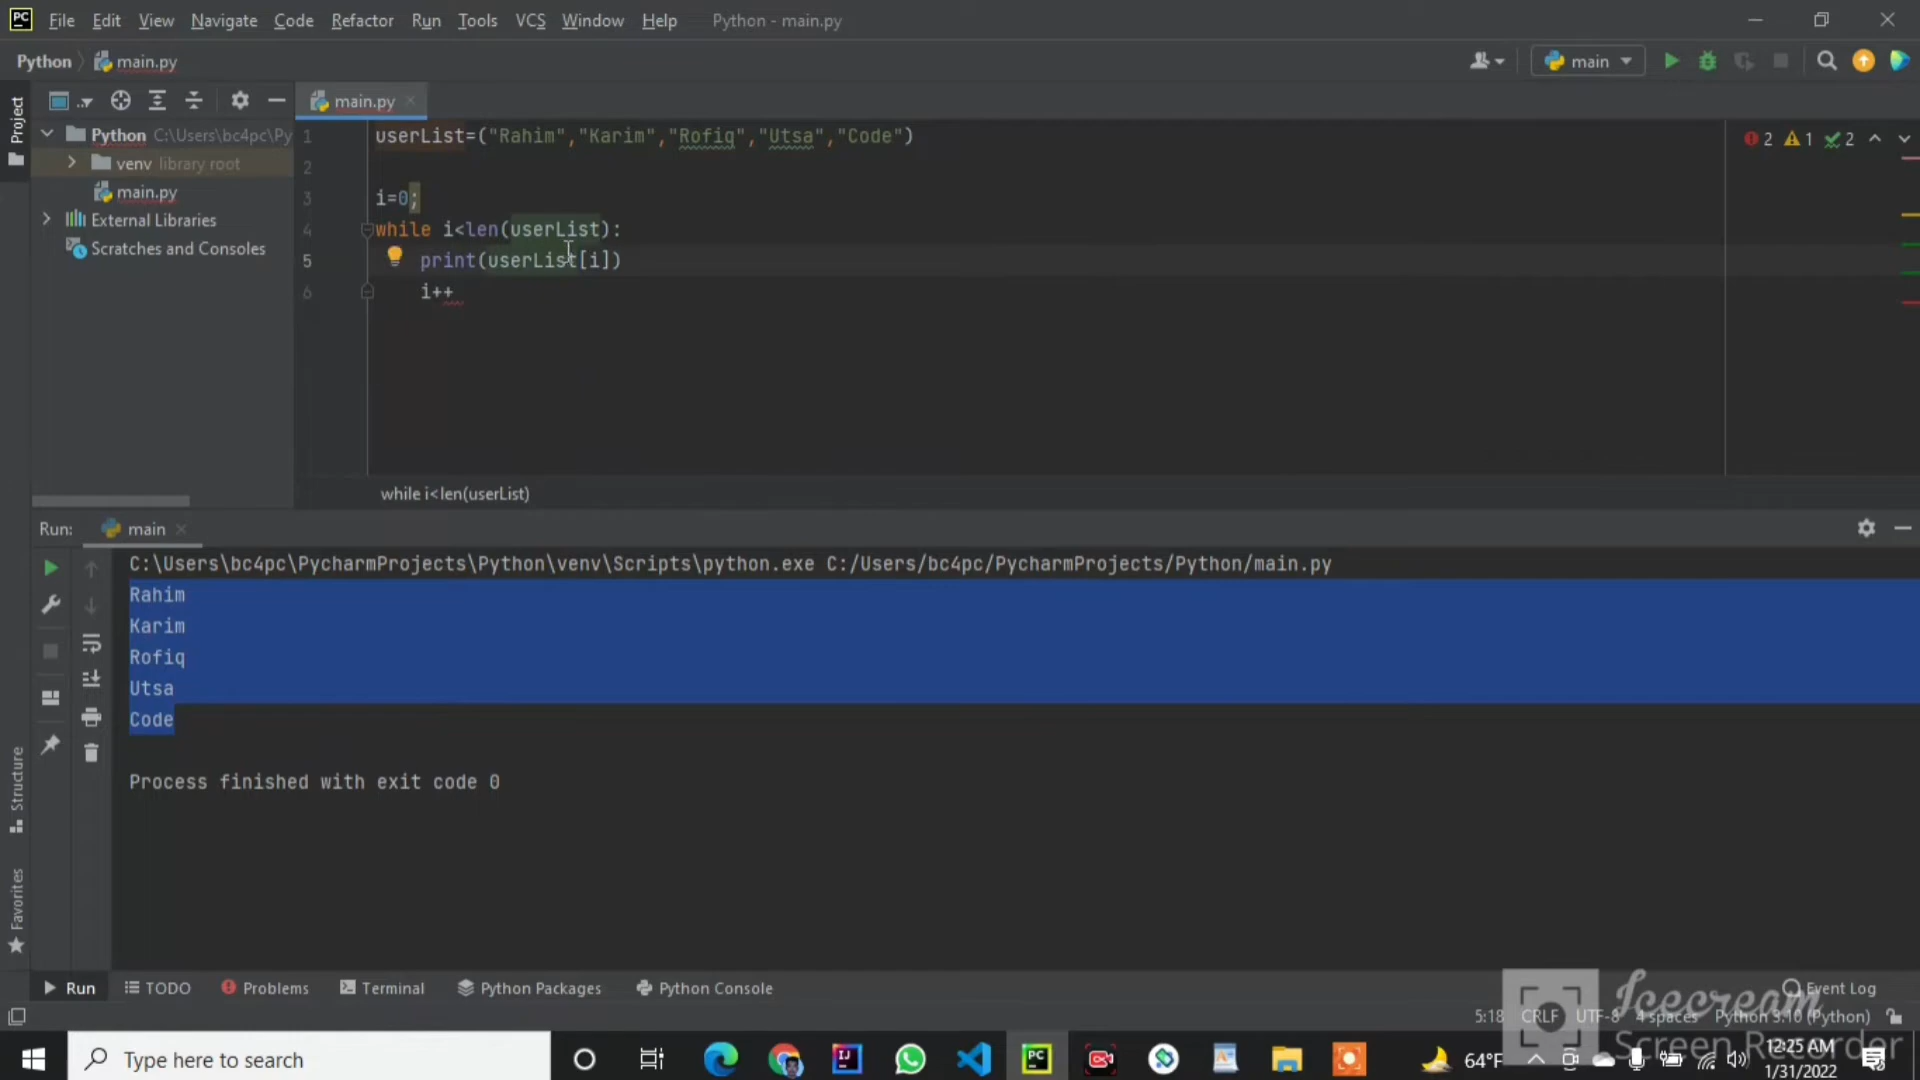 PC File Edit View Navigate Code Refactor Run Tools VCS Window Help Python - main.py
Python main.py main
Project
main.py
Python C:\Users\bc4pc\Py
venv library root
main.py
External Libraries
Scratches and Consoles
1 userList=("Rahim","Karim","Rofiq","Utsa","Code")
2 1 2
2
3 i=0;
4 while i<len(userList):
5 print(userList[i])
6 i++
while i<len(userList)
Run: main
C:\Users\bc4pc\PycharmProjects\Python\venv\Scripts\python.exe C:/Users/bc4pc/PycharmProjects/Python/main.py
Rahim
Karim
Rofiq
Utsa
Code
Process finished with exit code 0
Structure
Favorites
Run TODO Problems Terminal Python Packages Python Console Event Log
5:18 CRLF UTF-8 4 spaces Python 3.10 (Python)
Icecream
Screen Recorder
Type here to search
IJ PC
64°F
12:25 AM
1/31/2022